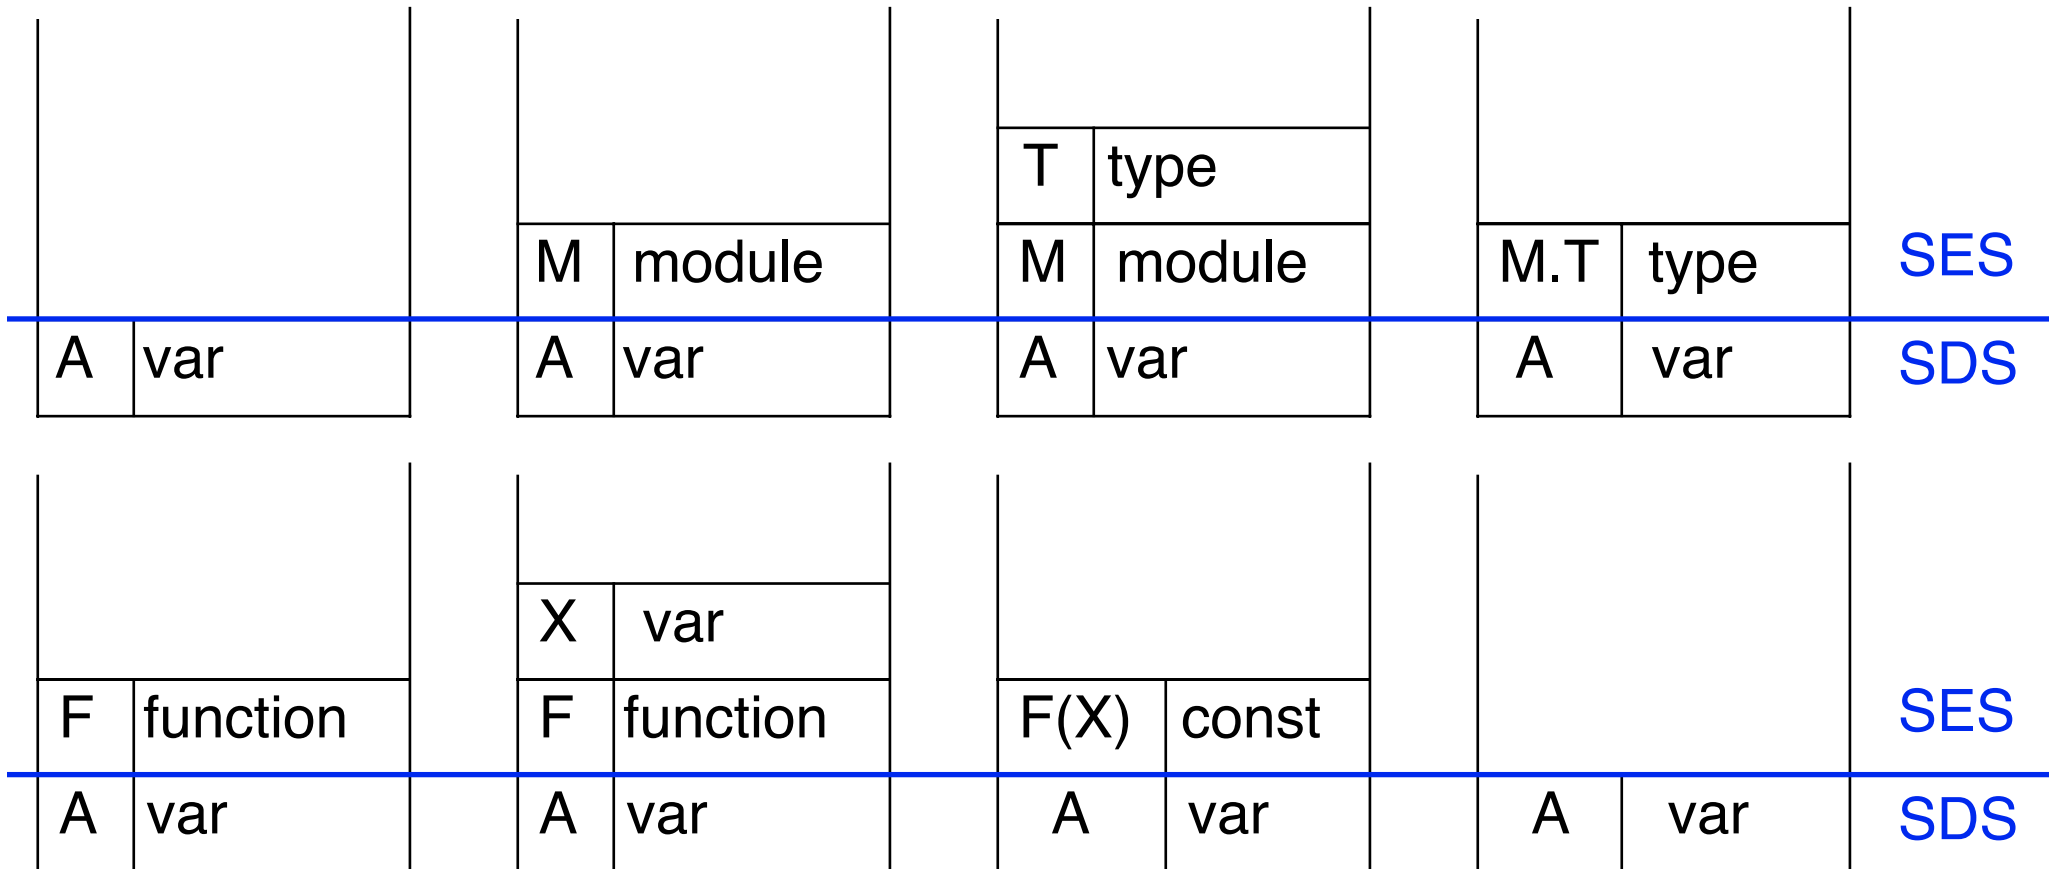 T type
M module M module M.T type SES
A var A var A var A var SDS
X var
F function F function F(X) const SES
A var A var A var A var SDS